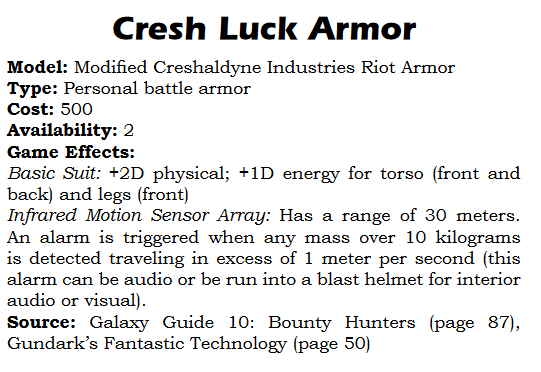 Cresh Luck Armor
Model: Modified Creshaldyne Industries Riot Armor
Type: Personal battle armor
Cost: 500
Availability: 2
Game Effects:
Basic Suit: +2D physical; +1D energy for torso (front and
back) and legs (front)
Infrared Motion Sensor Array: Has a range of 30 meters.
An alarm is triggered when any mass over 10 kilograms
is detected traveling in excess of 1 meter per second (this
alarm can be audio or be run into a blast helmet for interior
audio or visual).
Source: Galaxy Guide 10: Bounty Hunters (page 87),
Gundark’s Fantastic Technology (page 50)